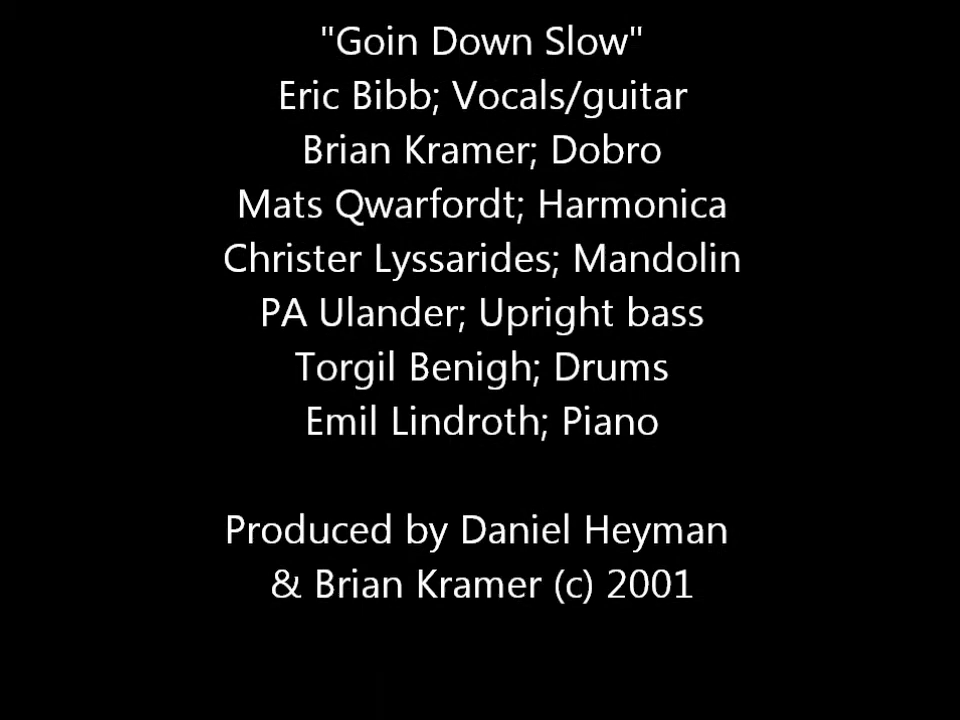 "Goin Down Slow"
Eric Bibb; Vocals/guitar
Brian Kramer; Dobro
Mats Qwarfordt; Harmonica
Christer Lyssarides; Mandolin
PA Ulander; Upright bass
Torgil Benigh; Drums
Emil Lindroth; Piano
Produced by Daniel Heyman
& Brian Kramer (c) 2001